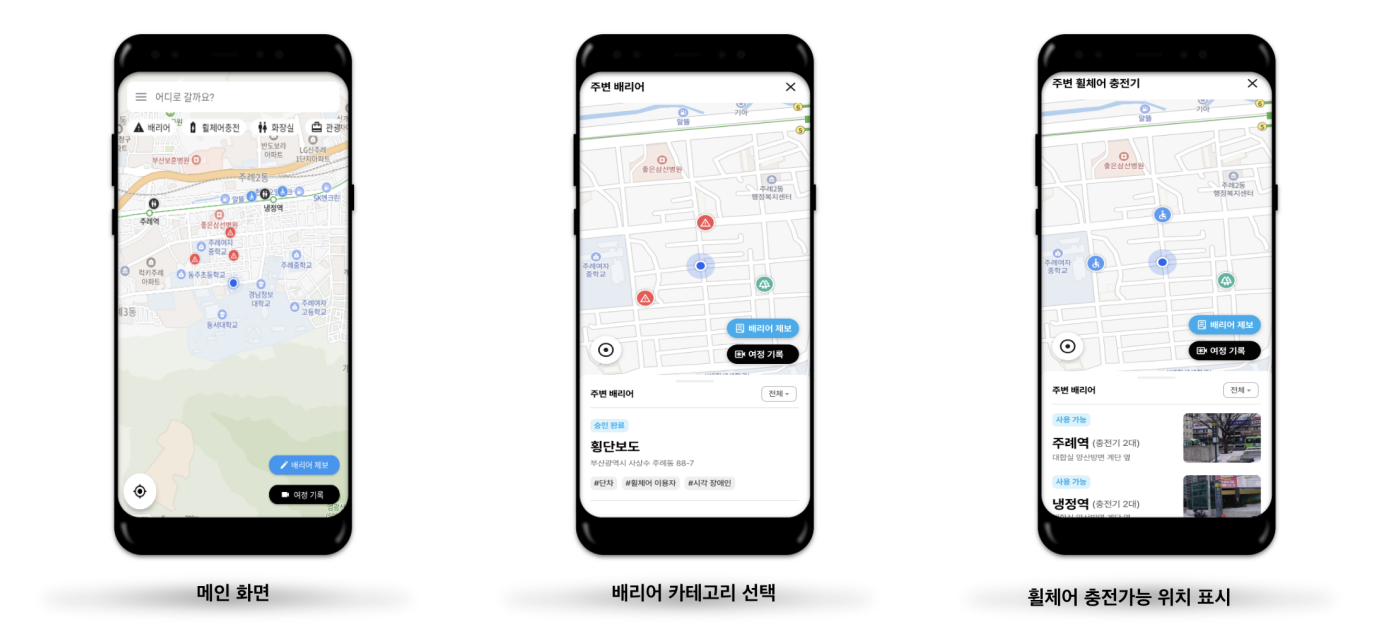 어디로 갈까요?
배리어
휠체어충전
화장실
관광
반도보라
아파트
LG신주례
1단지아파트
부산보훈병원
주례2동
알뜰
SK엔크린
주례역
냉정역
좋은삼선병원
주례여자
중학교
주례중학교
럭키주례
아파트
동주초등학교
경남정보
대학교
주례여자
고등학교
동서대학교
배리어 제보
여정 기록
메인 화면
주변 배리어
기아
알뜰
6
5
좋은삼선병원
주례2동
행정복지센터
주례여자
중학교
배리어 제보
여정 기록
주변 배리어
전체
승인 완료
횡단보도
부산광역시 사상수 주례동 88-7
#단차
#휠체어 이용자
#시각 장애인
배리어 카테고리 선택
주변 휠체어 충전기
기아
알뜰
6
5
좋은삼선병원
주례2동
행정복지센터
주례여자
중학교
배리어 제보
여정 기록
주변 배리어
전체
사용 가능
주례역 (충전기 2대)
대합실 양산방면 계단 옆
사용 가능
냉정역 (충전기 2대)
휠체어 충전가능 위치 표시